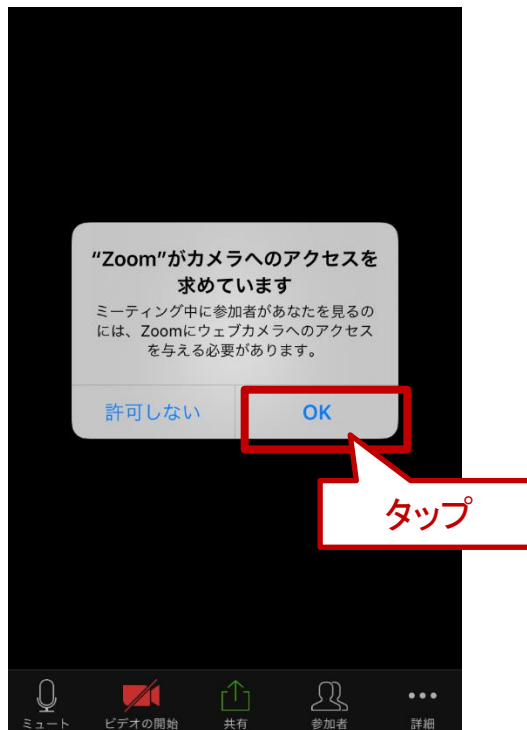 “Zoom”がカメラへのアクセスを
求めています
ミーティング中に参加者があなたを見るの
には、Zoomにウェブカメラへのアクセス
を与える必要があります。
許可しない OK
タップ
ミュート ビデオの開始 共有 参加者 詳細